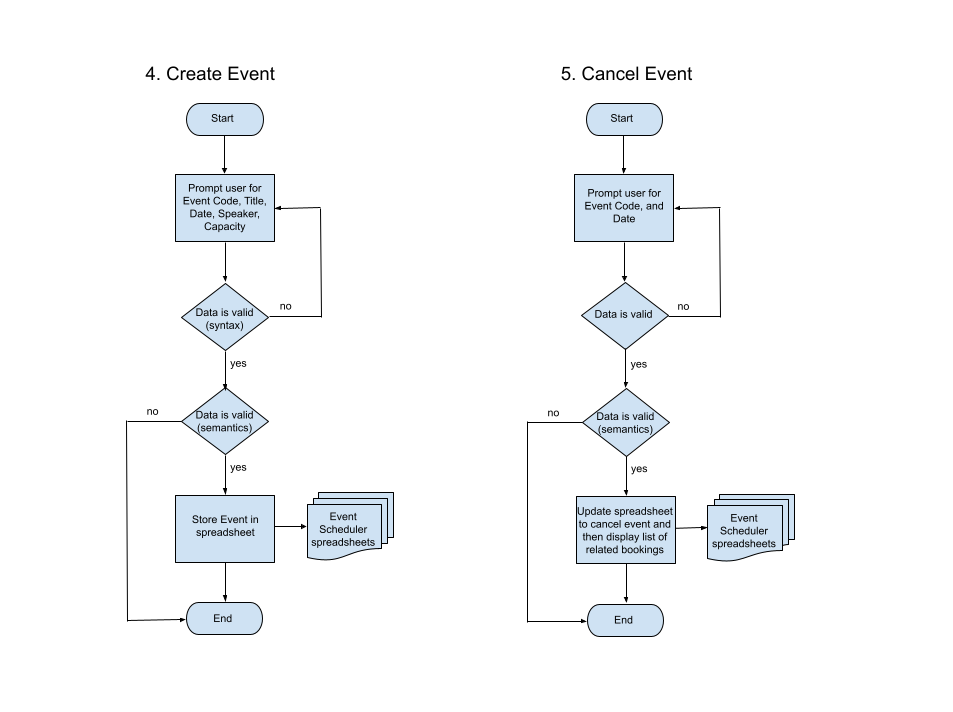 4. Create Event
Start
Prompt user for
Event Code, Title,
Date, Speaker,
Capacity
Data is valid
(syntax)
no
yes
Data is valid
(semantics)
no
yes
Store Event in
spreadsheet
Event
Scheduler
spreadsheets
End
5. Cancel Event
Start
Prompt user for
Event Code, and
Date
Data is valid
no
yes
Data is valid
(semantics)
no
yes
Update spreadsheet
to cancel event and
then display list of
related bookings
Event
Scheduler
spreadsheets
End